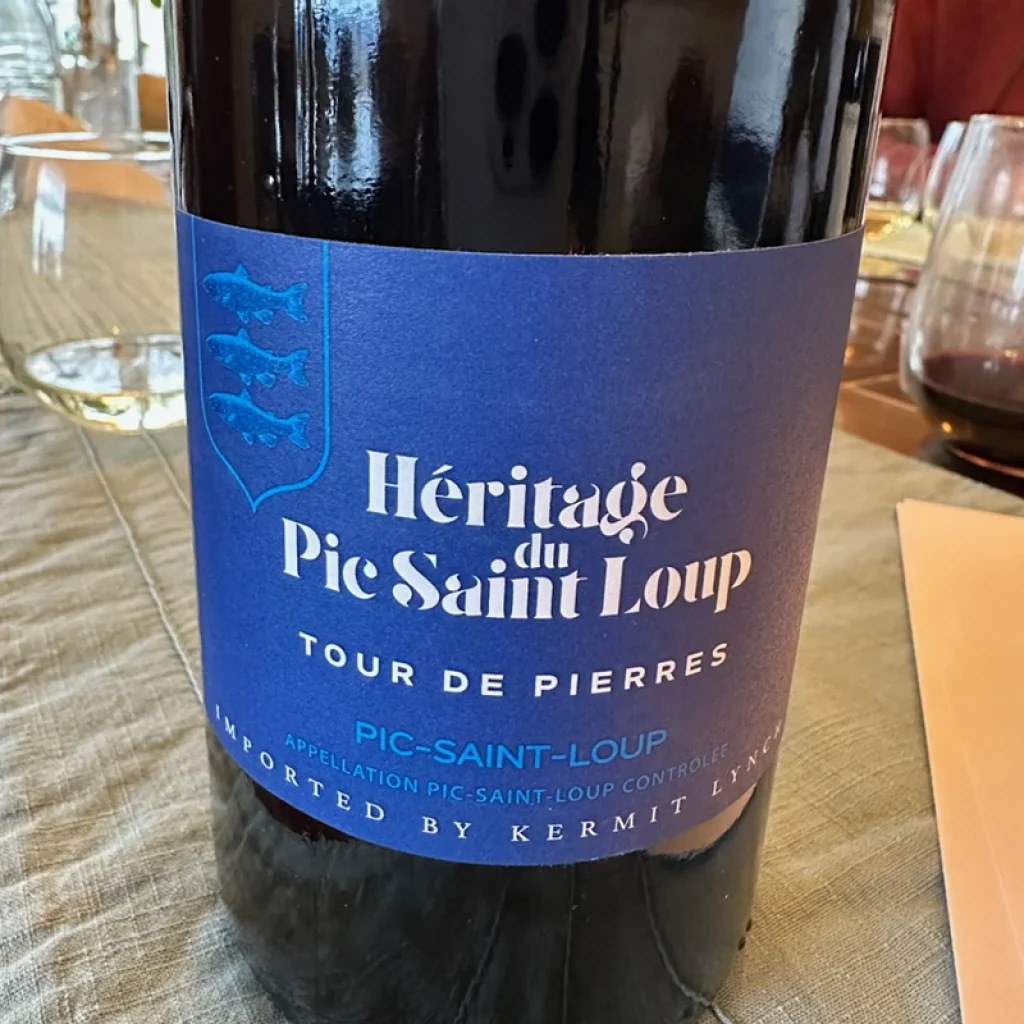 Héritage
du
Pic Saint Loup
TOUR DE PIERRES
PIC-SAINT-LOUP
APPELLATION PIC-SAINT-LOUP CONTRÔLÉE
IMPORTED BY KERMIT LYNCH